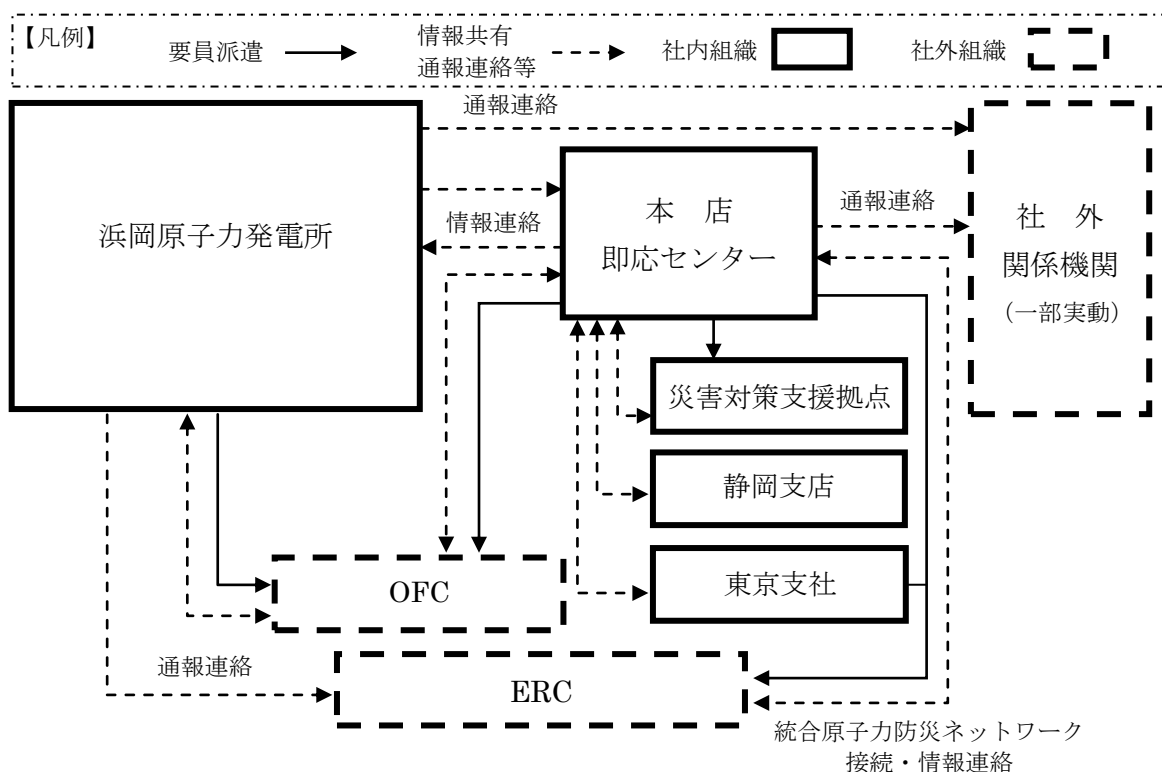 【凡例】
要員派遣
情報共有
通報連絡等
社内組織
社外組織
通報連絡
浜岡原子力発電所
情報連絡
本　店
即応センター
通報連絡
社　外
関係機関
（一部実動）
災害対策支援拠点
静岡支店
東京支社
OFC
通報連絡
ERC
統合原子力防災ネットワーク
接続・情報連絡